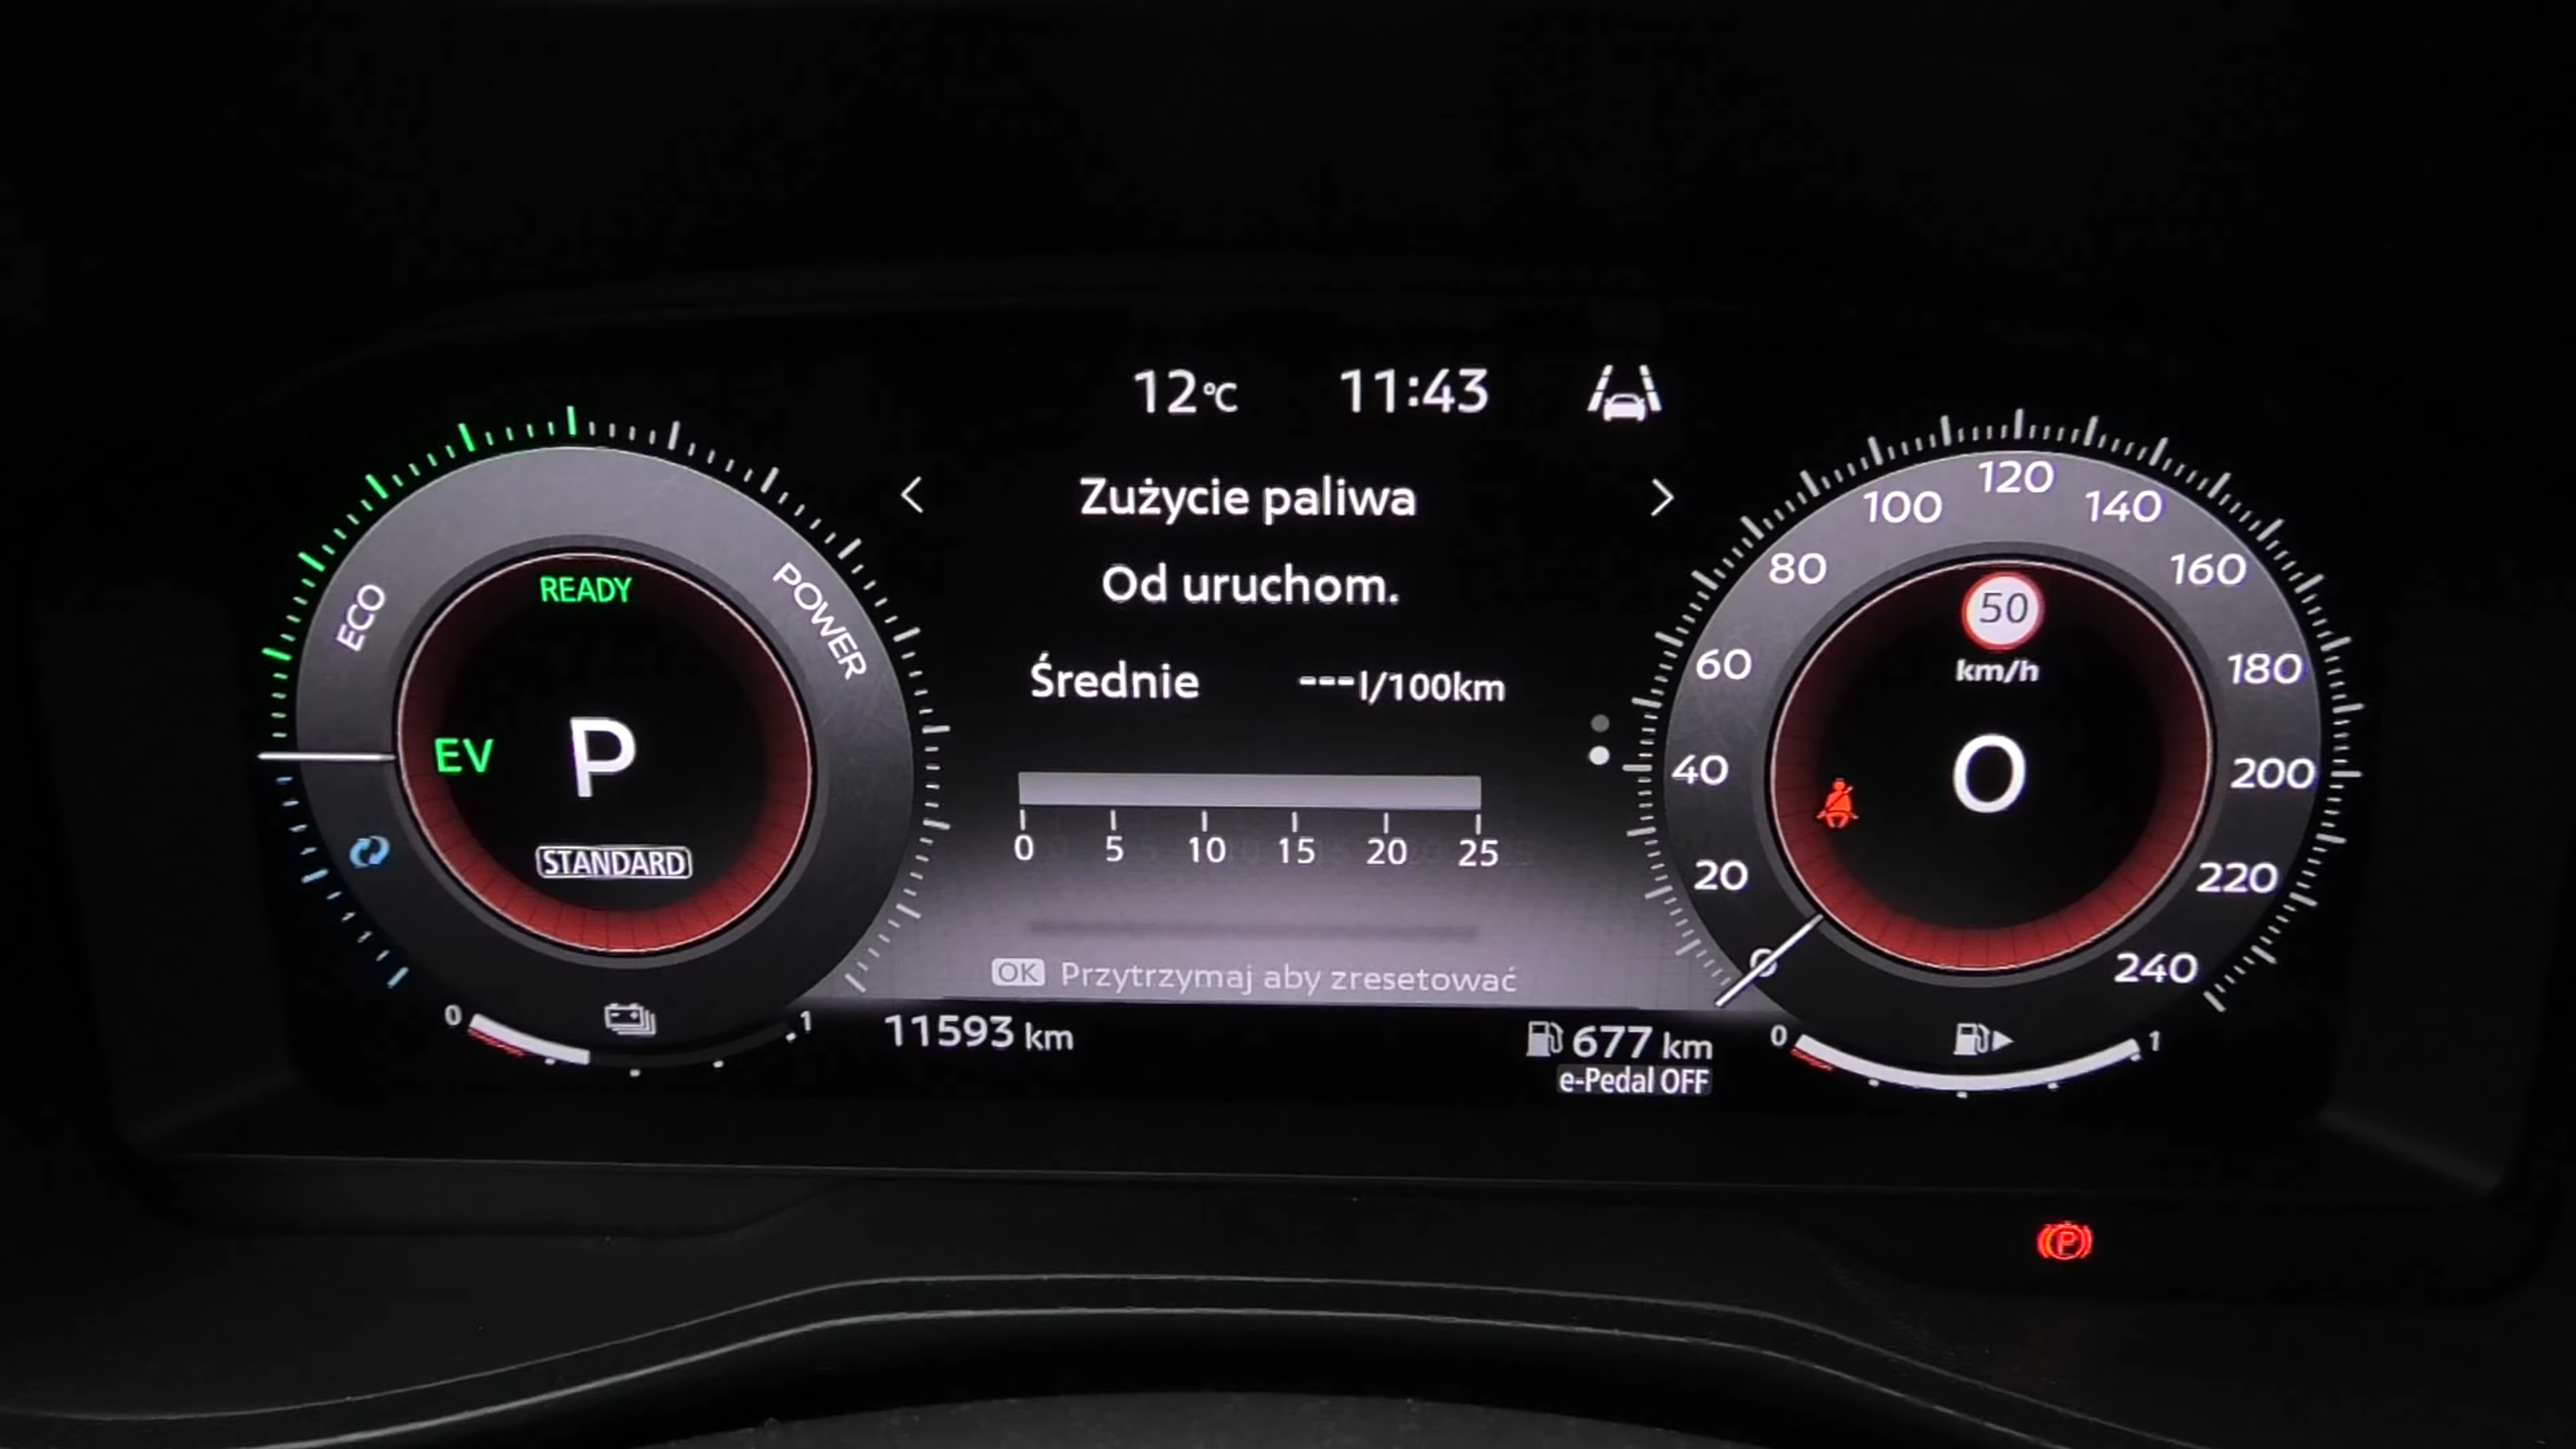 12°C 11:43
Zużycie paliwa
Od uruchom.
Średnie ---l/100km
0 5 10 15 20 25
OK Przytrzymaj aby zresetować
11593 km
677 km
e-Pedal OFF
ECO
POWER
READY
EV
P
STANDARD
0 1
0 20 40 60 80 100 120 140 160 180 200 220 240
50
km/h
0
0 1
P